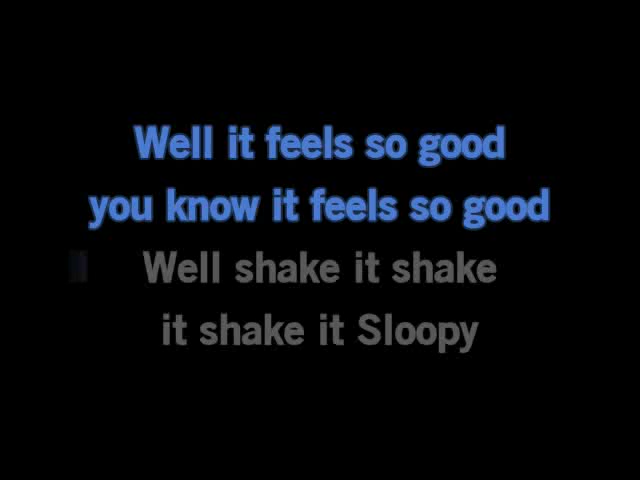 Well it feels so good
you know it feels so good
Well shake it shake
it shake it Sloopy